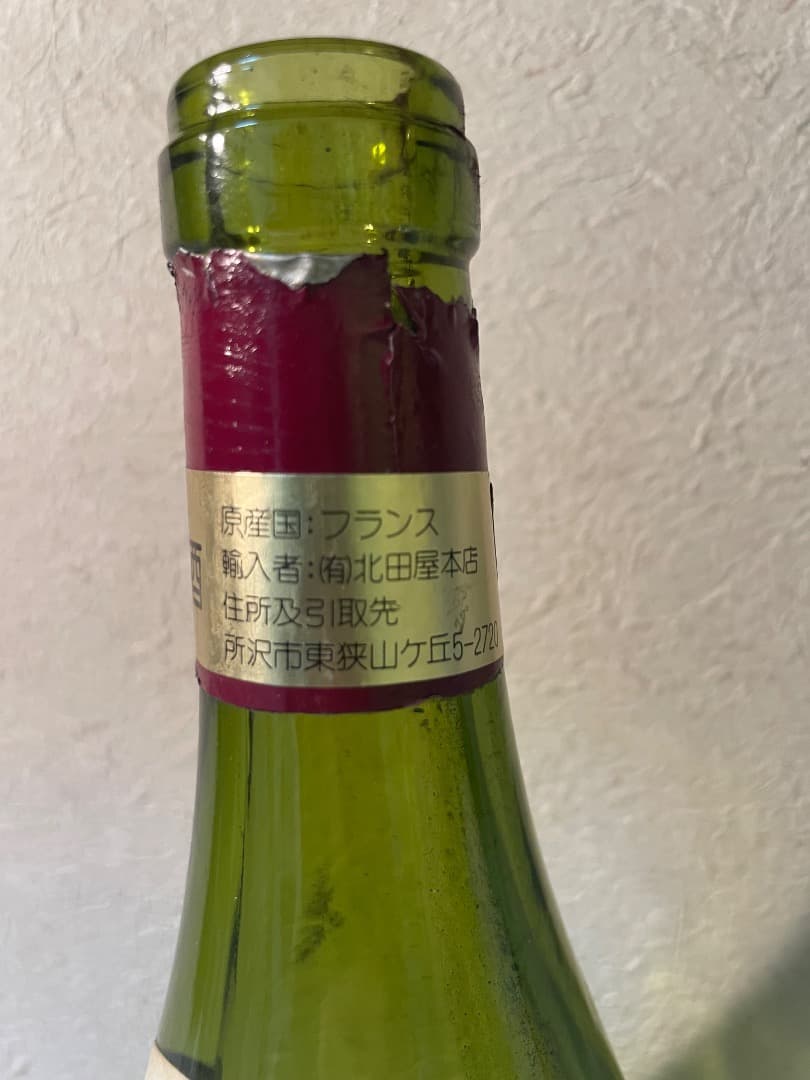 原産国:フランス
輸入者:㈲北田屋本店
住所及引取先
所沢市東狭山ケ丘5-2720
酒